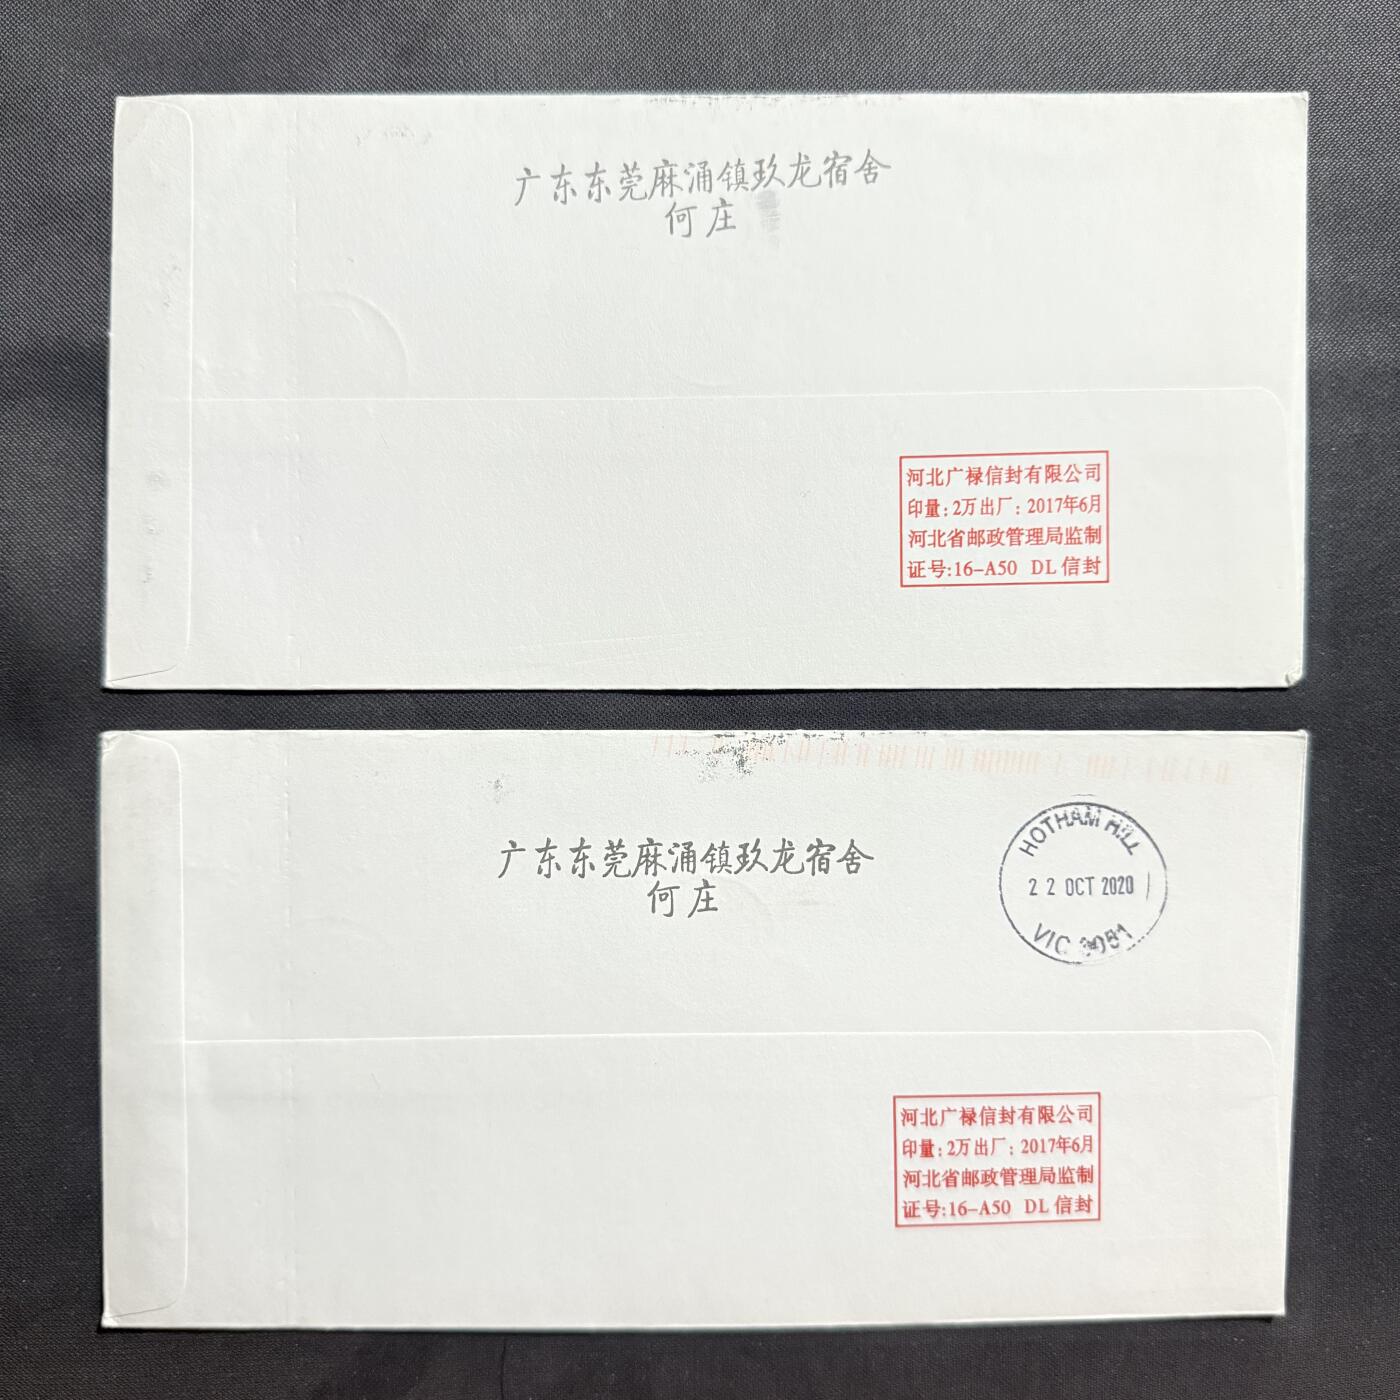 广东东莞麻涌镇玖龙宿舍
何庄
河北广禄信封有限公司
印量：2万出厂：2017年6月
河北省邮政管理局监制
证号:16-A50 DL信封
广东东莞麻涌镇玖龙宿舍
何庄
HOTHAM HILL
22 OCT 2020
VIC 3051
河北广禄信封有限公司
印量：2万出厂：2017年6月
河北省邮政管理局监制
证号:16-A50 DL信封